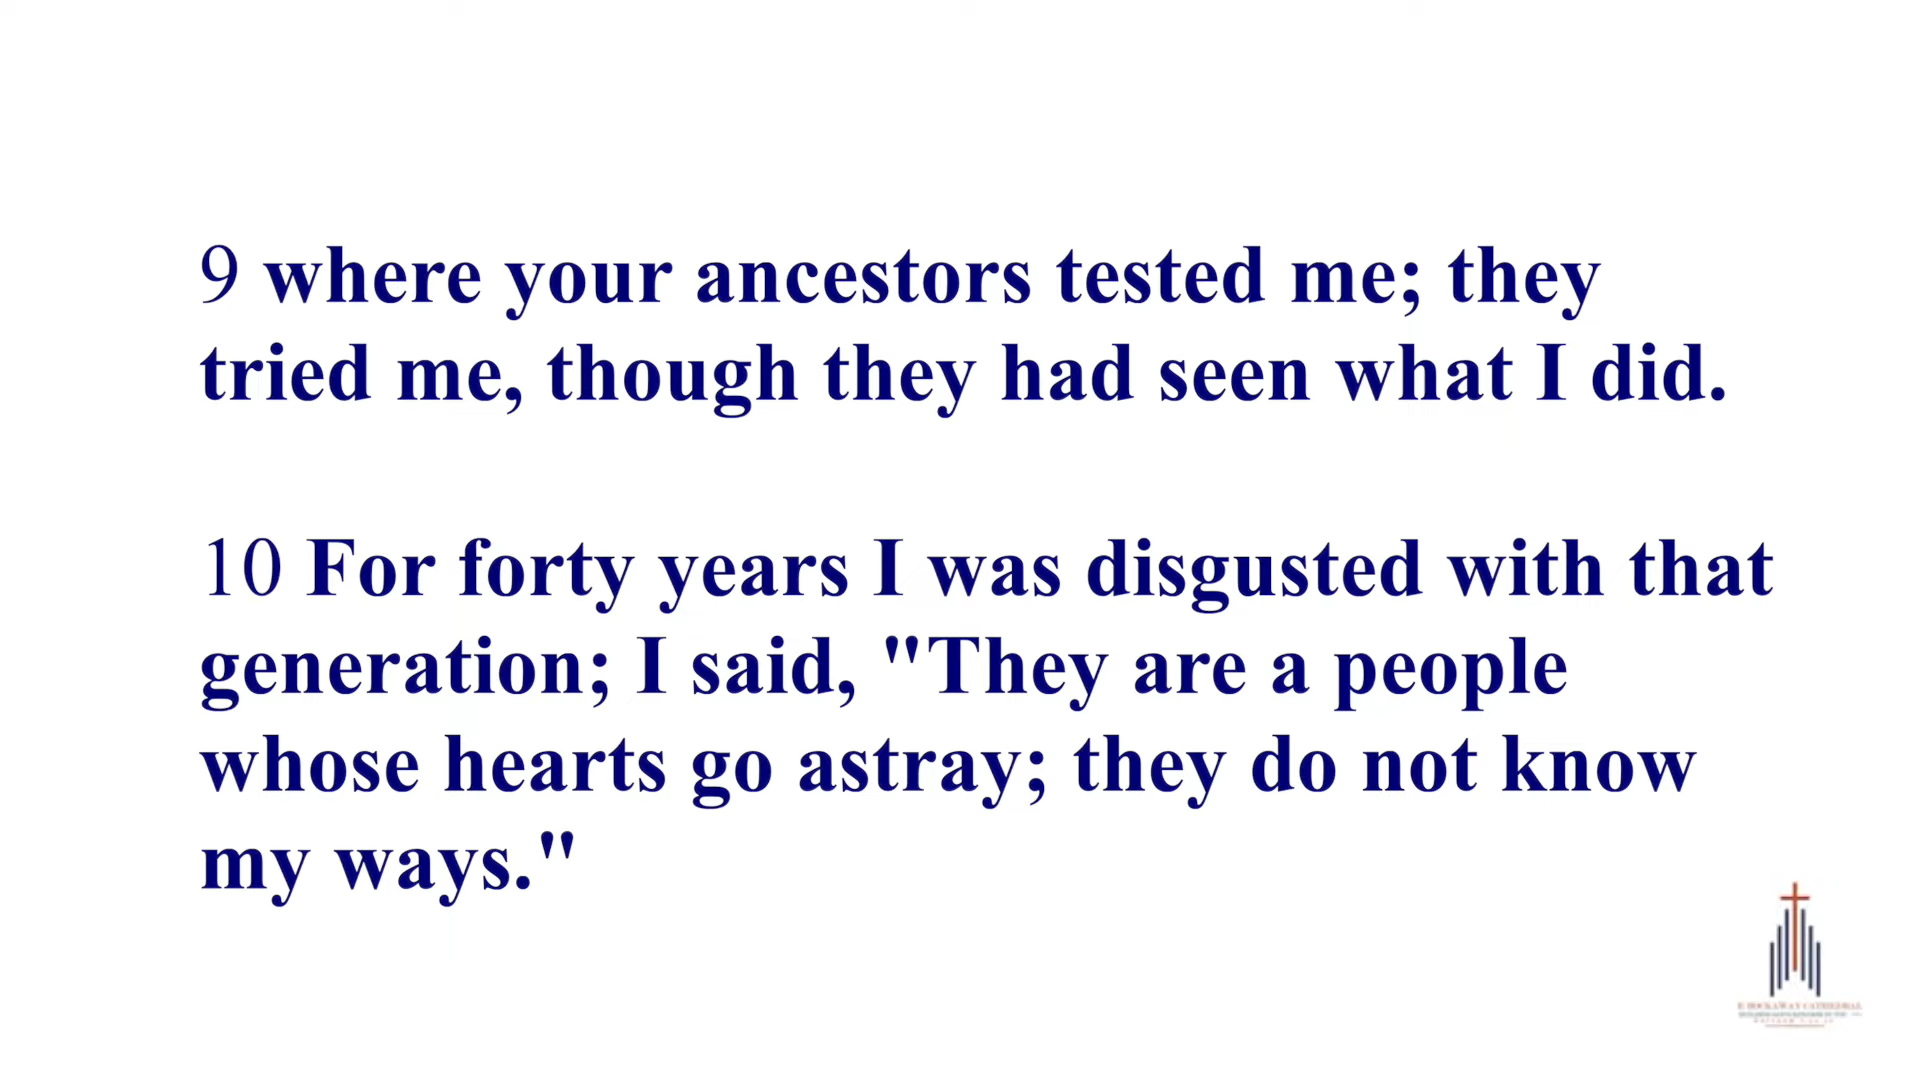 9 where your ancestors tested me; they
tried me, though they had seen what I did.
10 For forty years I was disgusted with that
generation; I said, "They are a people
whose hearts go astray; they do not know
my ways."
ROCKAWAY CATHEDRAL